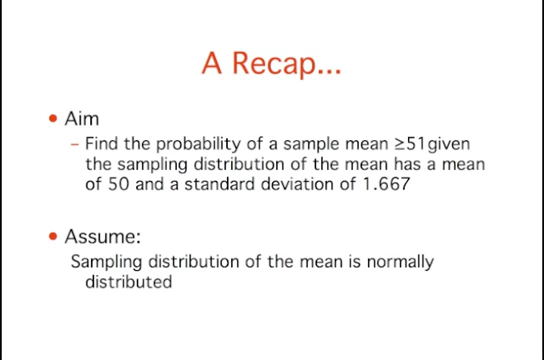 A Recap...
• Aim
– Find the probability of a sample mean ≥51given
the sampling distribution of the mean has a mean
of 50 and a standard deviation of 1.667
• Assume:
Sampling distribution of the mean is normally
distributed